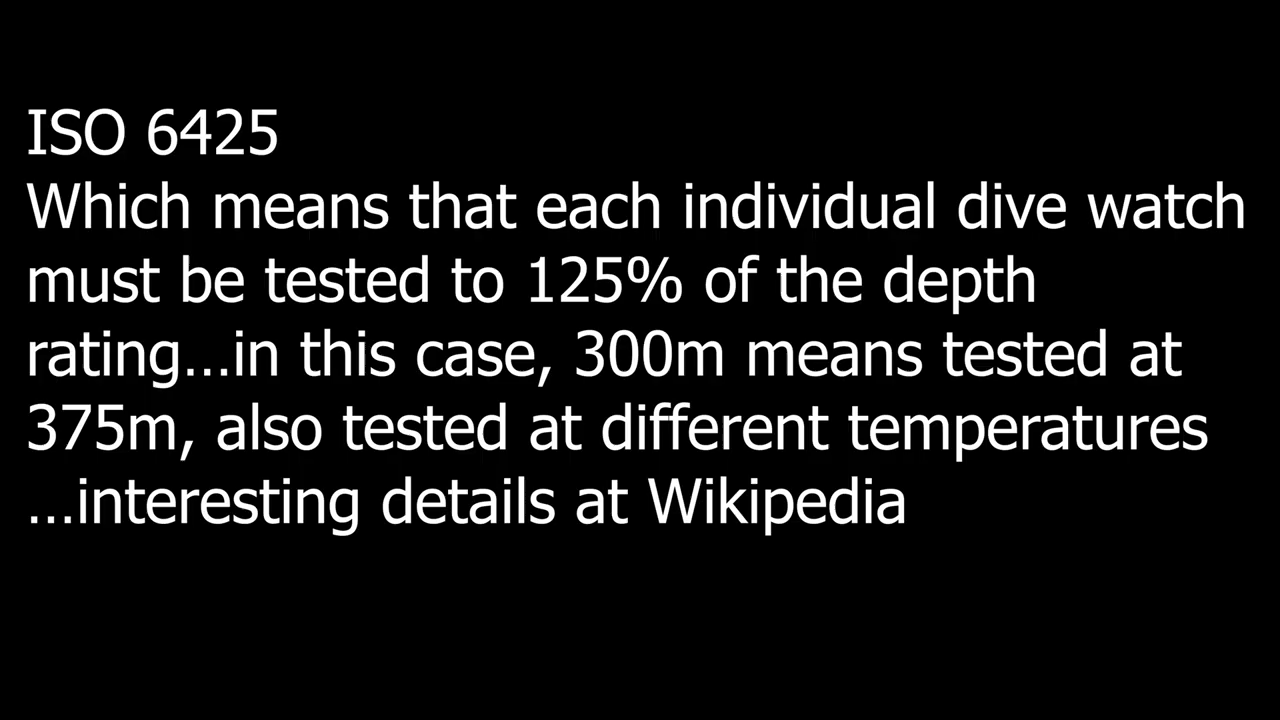 ISO 6425
Which means that each individual dive watch
must be tested to 125% of the depth
rating...in this case, 300m means tested at
375m, also tested at different temperatures
...interesting details at Wikipedia